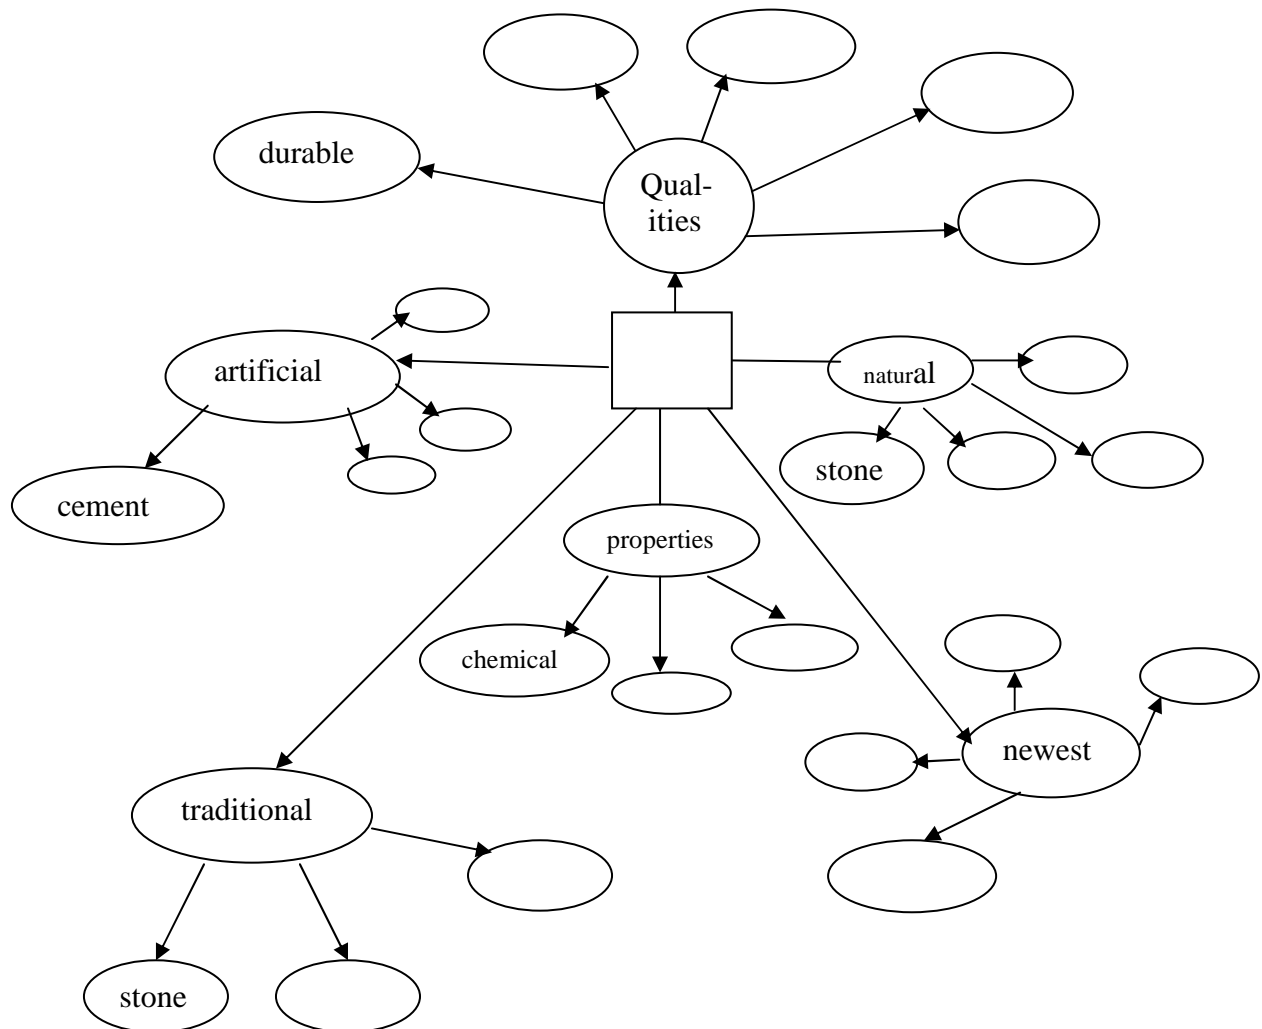 durable
Qual-
ities
artificial
natural
stone
cement
properties
chemical
newest
traditional
stone